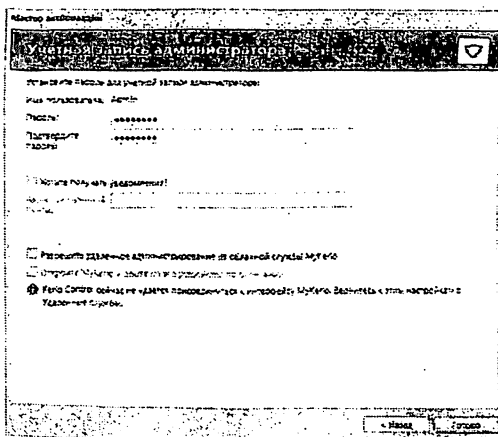 Мастер активизации
Учетная запись администратора
Установите пароль для учетной записи администратора:
Имя пользователя: Admin
Пароль: ••••••••
Подтвердите ••••••••
пароль:
Хотите получать уведомления?
Разрешить удаленное администрирование из облачной службы MyKerio
Kerio Control сейчас не удается присоединиться к интерфейсу MyKerio. Вернитесь к этим настройкам в
Удаленные службы.
< Назад Готово